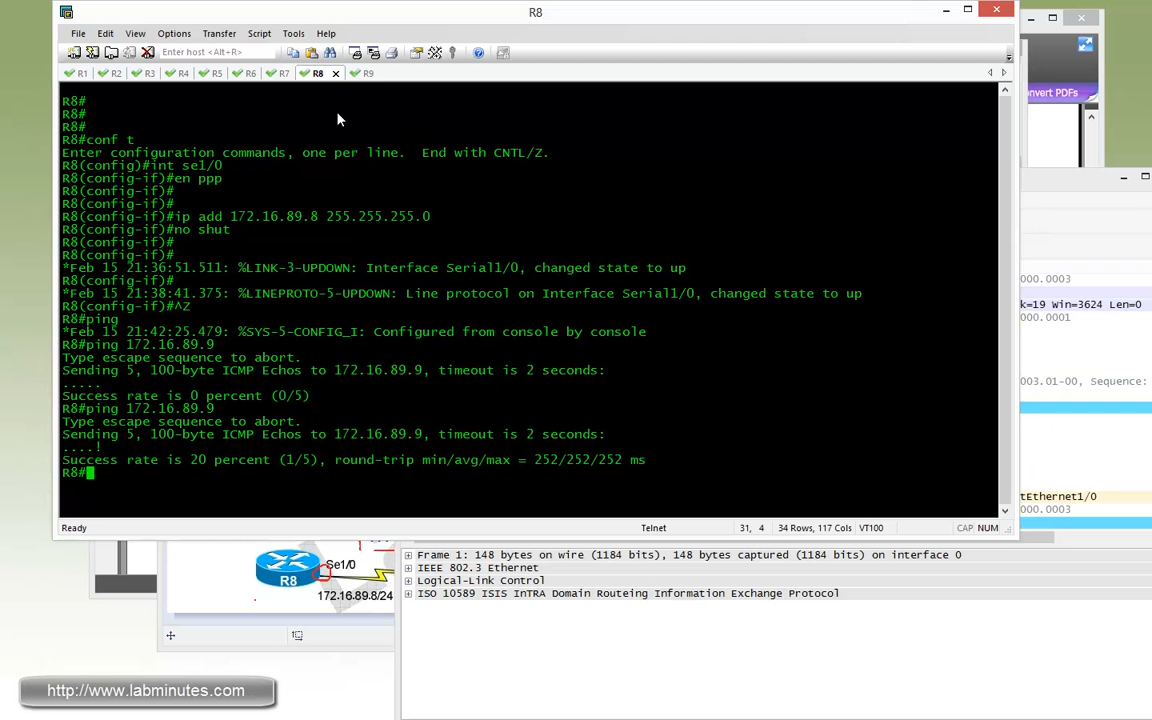 R8
File Edit View Options Transfer Script Tools Help
Enter host <Alt+R>
R1 R2 R3 R4 R5 R6 R7 R8 R9
R8#
R8#
R8#
R8#conf t
Enter configuration commands, one per line.  End with CNTL/Z.
R8(config)#int se1/0
R8(config-if)#en ppp
R8(config-if)#
R8(config-if)#
R8(config-if)#ip add 172.16.89.8 255.255.255.0
R8(config-if)#no shut
R8(config-if)#
R8(config-if)#
*Feb 15 21:36:51.511: %LINK-3-UPDOWN: Interface Serial1/0, changed state to up
R8(config-if)#
*Feb 15 21:38:41.375: %LINEPROTO-5-UPDOWN: Line protocol on Interface Serial1/0, changed state to up
R8(config-if)#^Z
R8#ping
*Feb 15 21:42:25.479: %SYS-5-CONFIG_I: Configured from console by console
R8#ping 172.16.89.9
Type escape sequence to abort.
Sending 5, 100-byte ICMP Echos to 172.16.89.9, timeout is 2 seconds:
.....
Success rate is 0 percent (0/5)
R8#ping 172.16.89.9
Type escape sequence to abort.
Sending 5, 100-byte ICMP Echos to 172.16.89.9, timeout is 2 seconds:
....!
Success rate is 20 percent (1/5), round-trip min/avg/max = 252/252/252 ms
R8#
Ready Telnet 31, 4 34 Rows, 117 Cols VT100 CAP NUM
nvert PDFs
000.0003
k=19 Win=3624 Len=0
000.0001
003.01-00, Sequence:
tEthernet1/0
000.0003
Frame 1: 148 bytes on wire (1184 bits), 148 bytes captured (1184 bits) on interface 0
IEEE 802.3 Ethernet
Logical-Link Control
ISO 10589 ISIS InTRA Domain Routeing Information Exchange Protocol
Se1/0
R8
172.16.89.8/24
http://www.labminutes.com